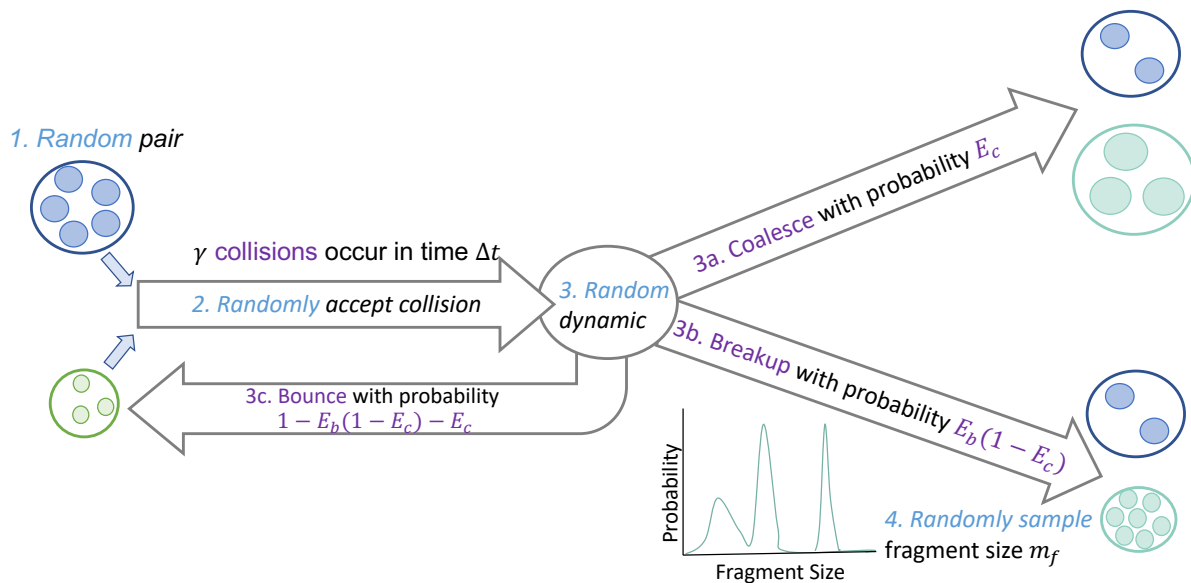 1. Random pair
γ collisions occur in time Δt
2. Randomly accept collision
3. Random
dynamic
3a. Coalesce with probability E_c
3b. Breakup with probability E_b(1 − E_c)
3c. Bounce with probability
1 − E_b(1 − E_c) − E_c
Probability
Fragment Size
4. Randomly sample
fragment size m_f